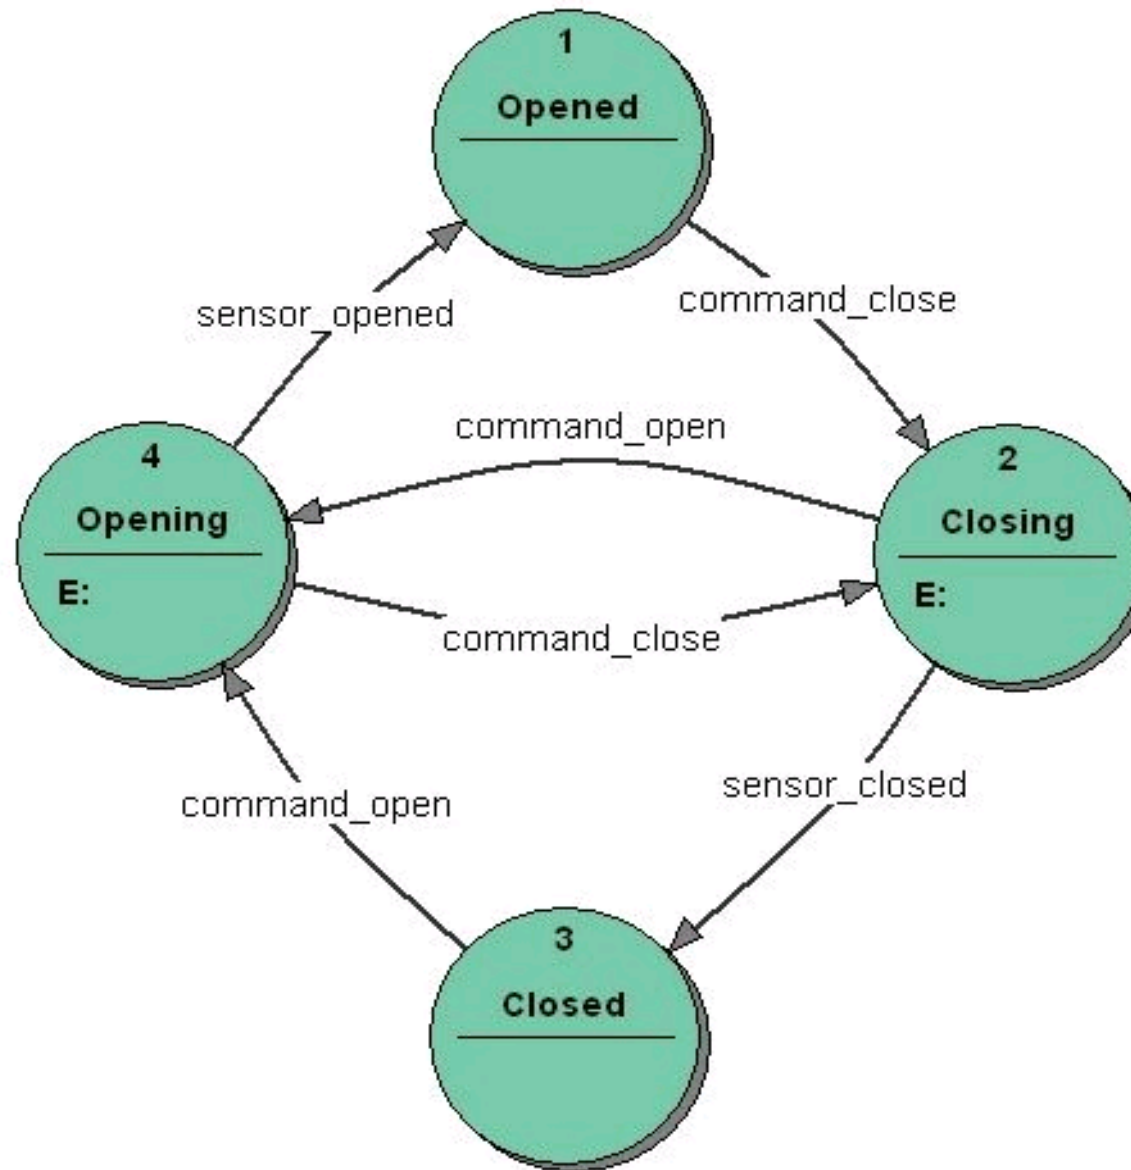 1
Opened
sensor_opened
command_close
command_open
4
Opening
E:
2
Closing
E:
command_close
sensor_closed
command_open
3
Closed